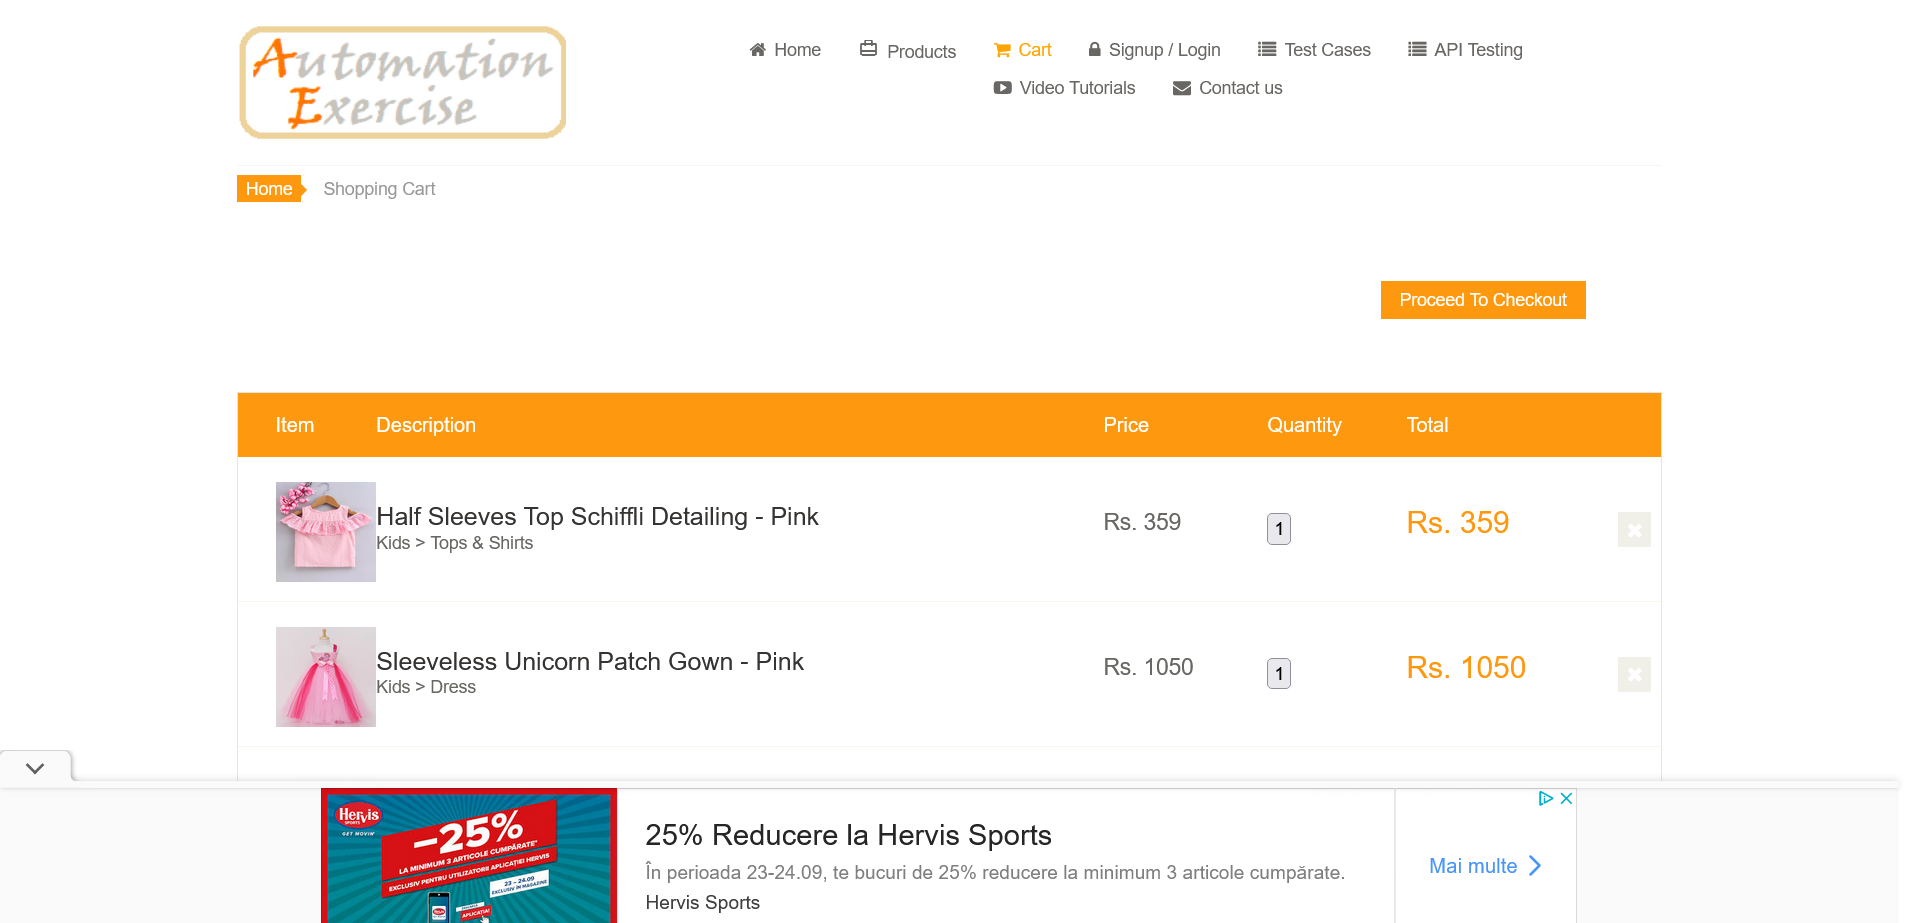 Automation
Exercise
Home
Products
Cart
Signup / Login
Test Cases
API Testing
Video Tutorials
Contact us
Home
Shopping Cart
Proceed To Checkout
Item Description Price Quantity Total
Half Sleeves Top Schiffli Detailing - Pink
Kids > Tops & Shirts
Rs. 359
1
Rs. 359
Sleeveless Unicorn Patch Gown - Pink
Kids > Dress
Rs. 1050
1
Rs. 1050
Hervis
SPORTS
GET MOVIN'
-25%
LA MINIMUM 3 ARTICOLE CUMPĂRATE*
EXCLUSIV PENTRU UTILIZATORII APLICAȚIEI HERVIS
23 - 24.09
EXCLUSIV ÎN MAGAZINE
APLICAȚIA!
25% Reducere la Hervis Sports
În perioada 23-24.09, te bucuri de 25% reducere la minimum 3 articole cumpărate.
Hervis Sports
Mai multe